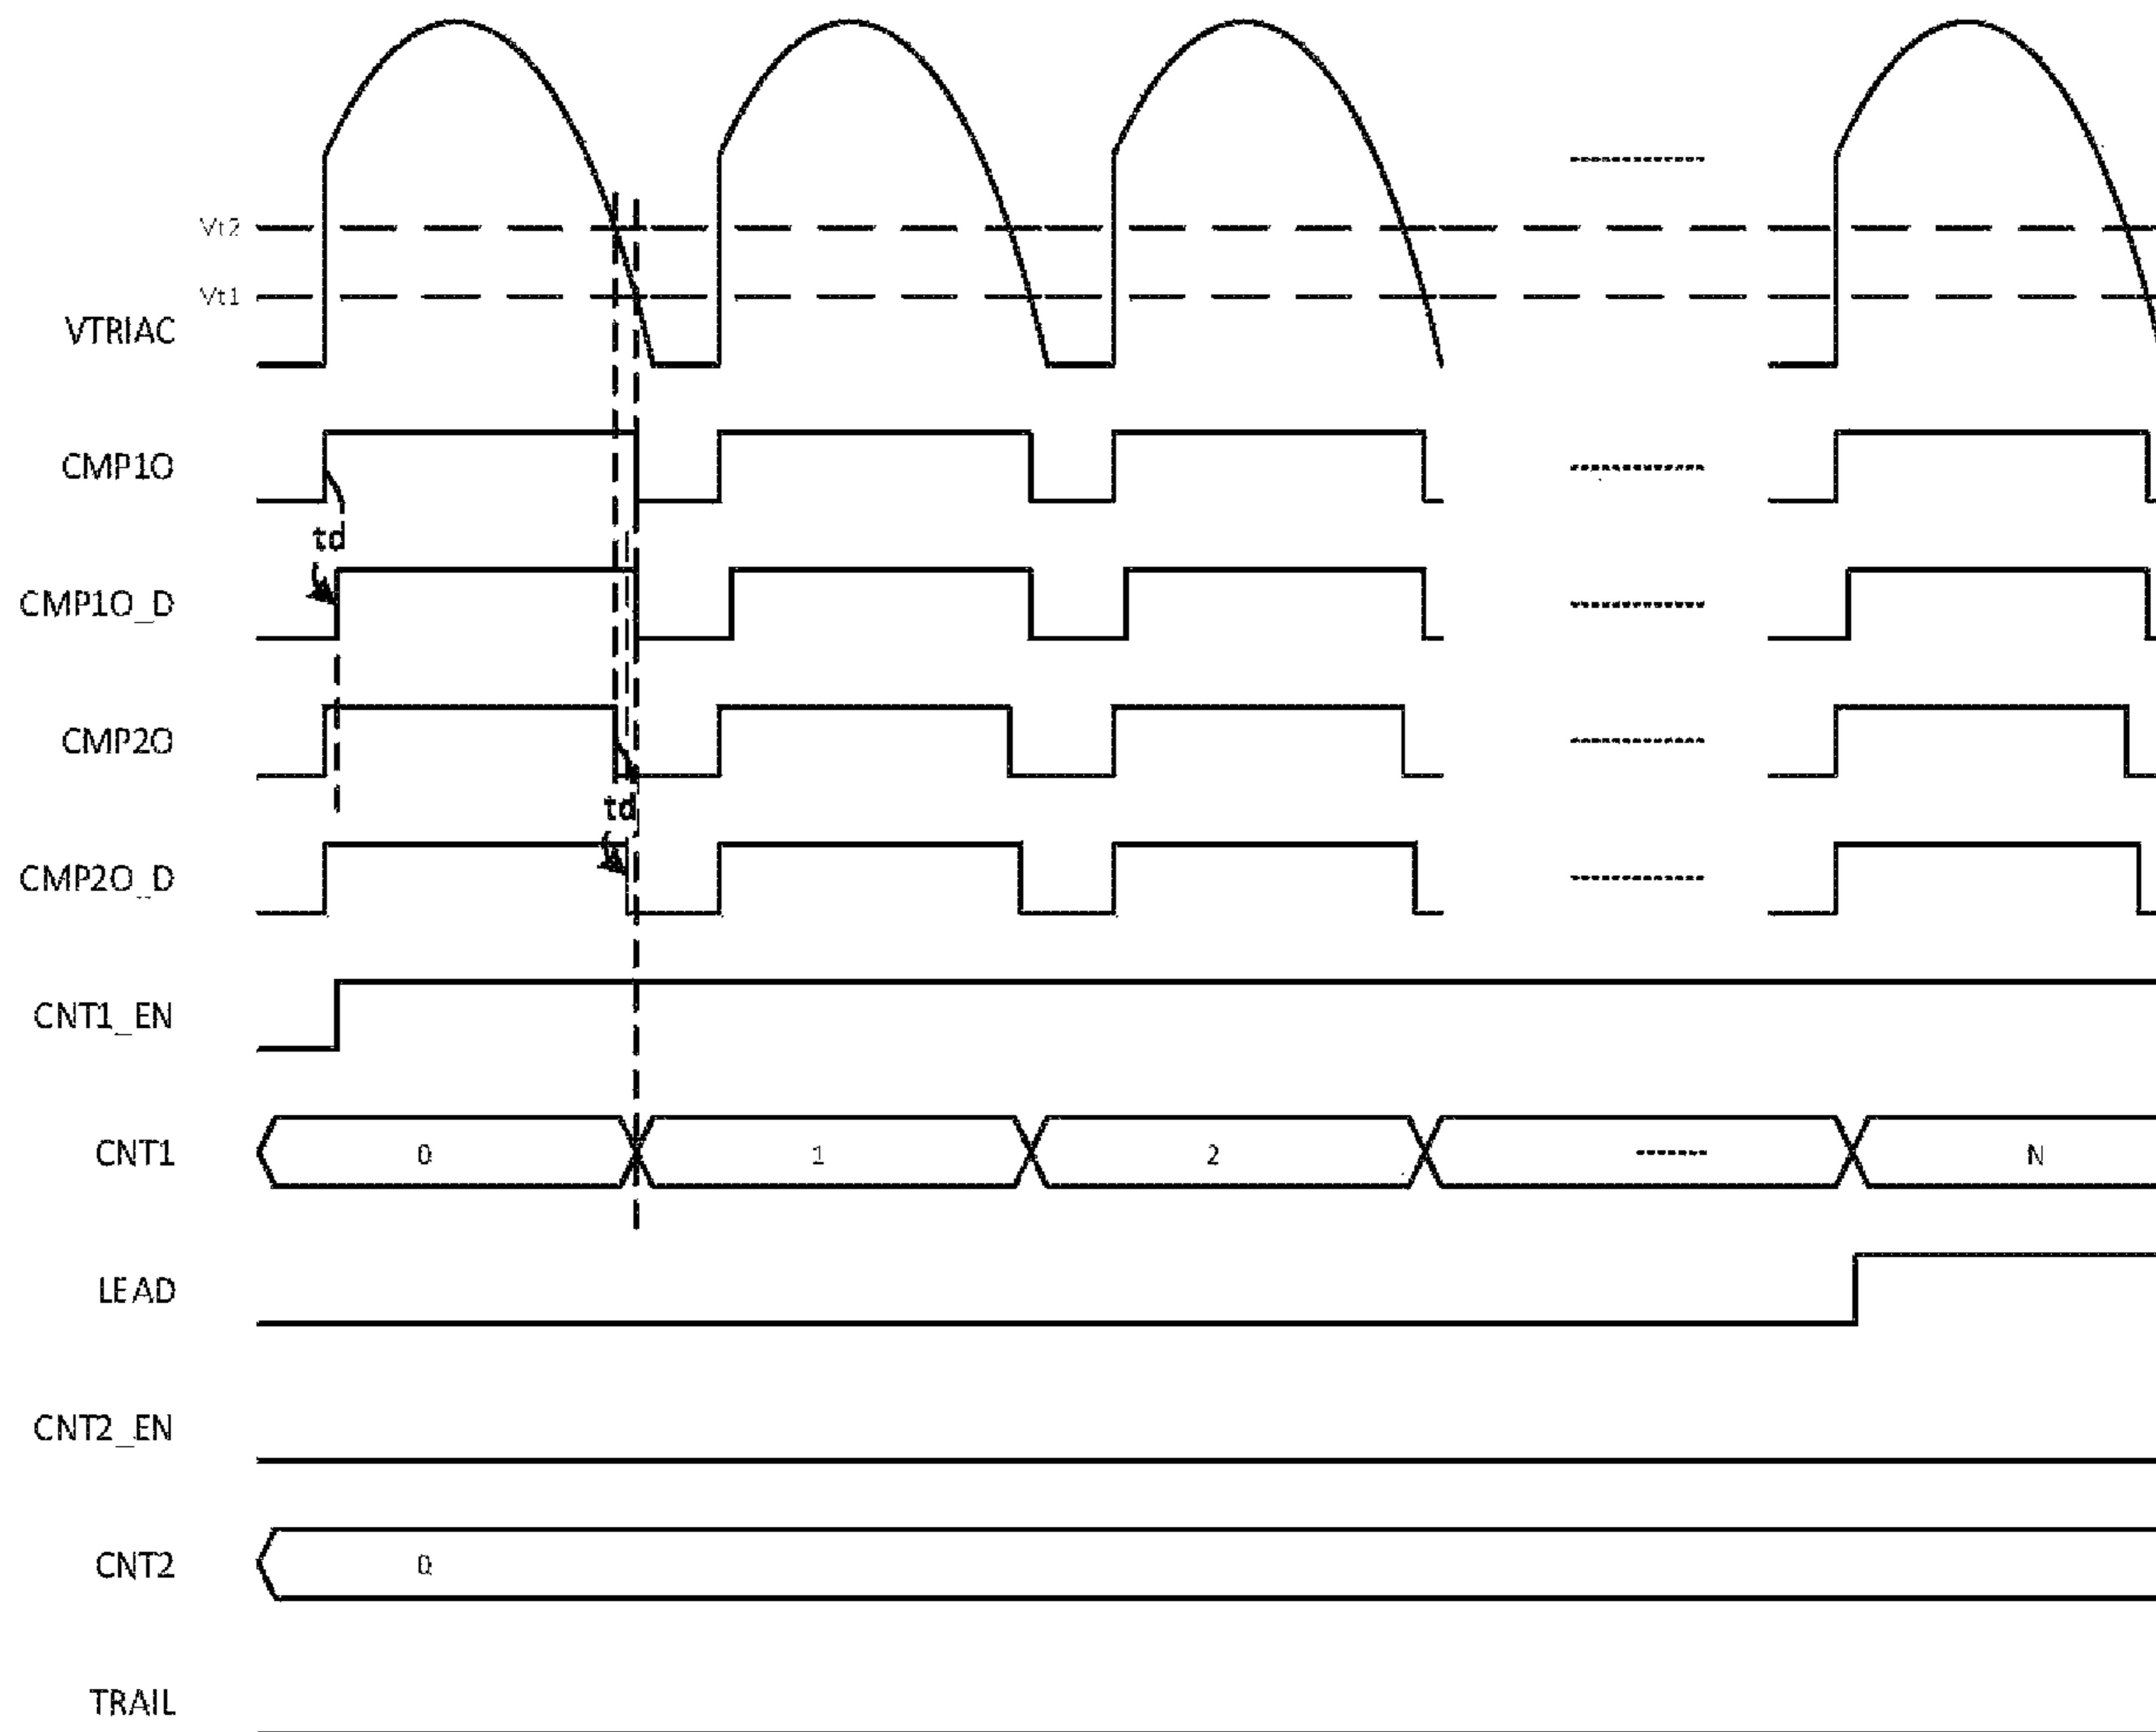 Vt2
Vt1
VTRIAC
CMP1O
td
CMP1O_D
CMP2O
td
CMP2O_D
CNT1_EN
CNT1 0 1 2 N
LEAD
CNT2_EN
CNT2 0
TRAIL